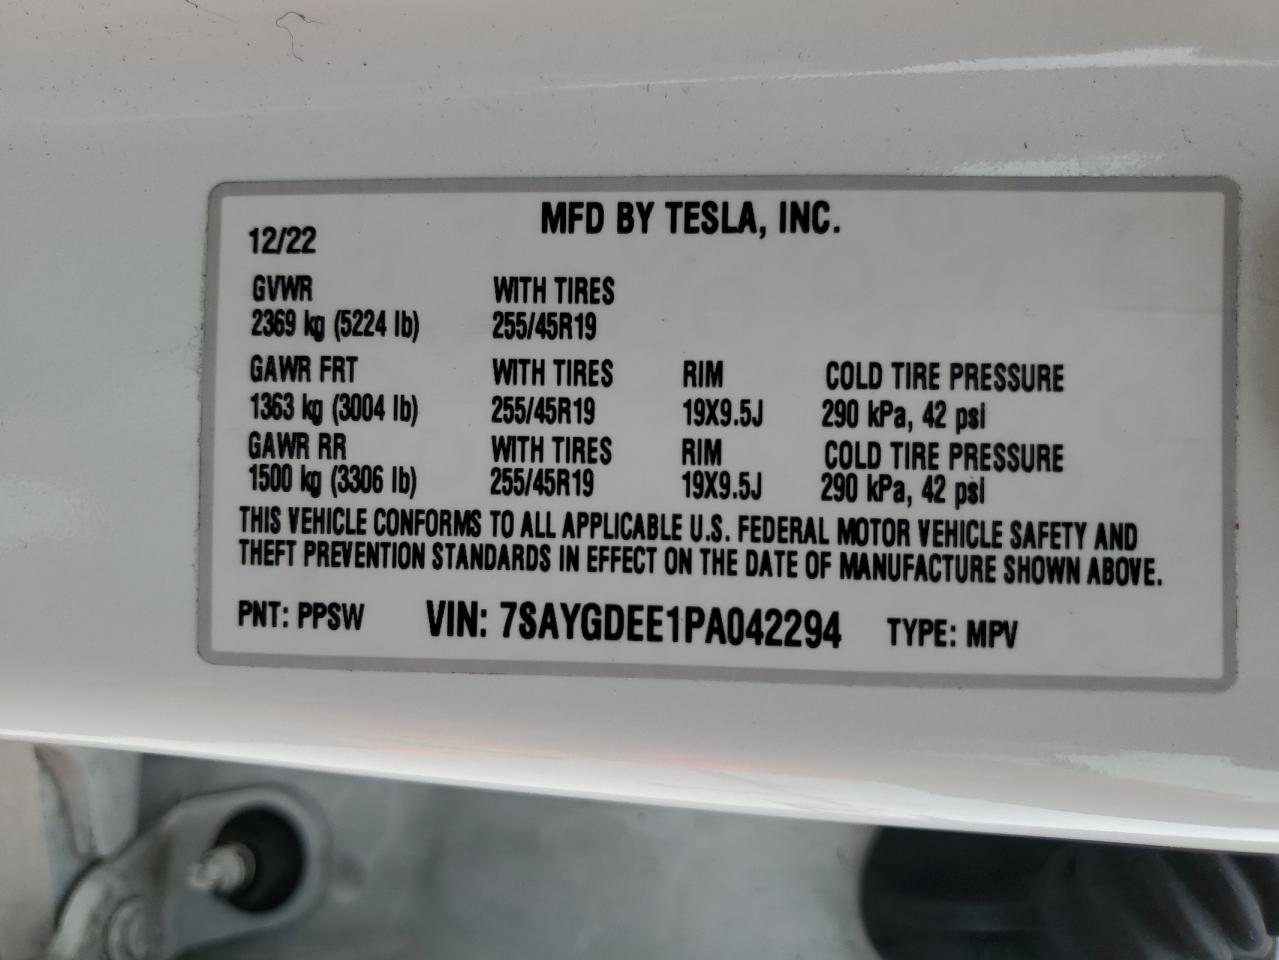 MFD BY TESLA, INC.
12/22
GVWR WITH TIRES
2369 kg (5224 lb) 255/45R19
GAWR FRT WITH TIRES RIM COLD TIRE PRESSURE
1363 kg (3004 lb) 255/45R19 19X9.5J 290 kPa, 42 psi
GAWR RR WITH TIRES RIM COLD TIRE PRESSURE
1500 kg (3306 lb) 255/45R19 19X9.5J 290 kPa, 42 psi
THIS VEHICLE CONFORMS TO ALL APPLICABLE U.S. FEDERAL MOTOR VEHICLE SAFETY AND
THEFT PREVENTION STANDARDS IN EFFECT ON THE DATE OF MANUFACTURE SHOWN ABOVE.
PNT: PPSW VIN: 7SAYGDEE1PA042294 TYPE: MPV